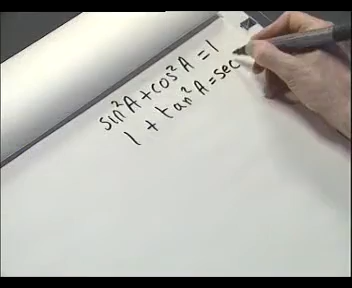 sin²A + cos²A = 1
1 + tan²A = sec